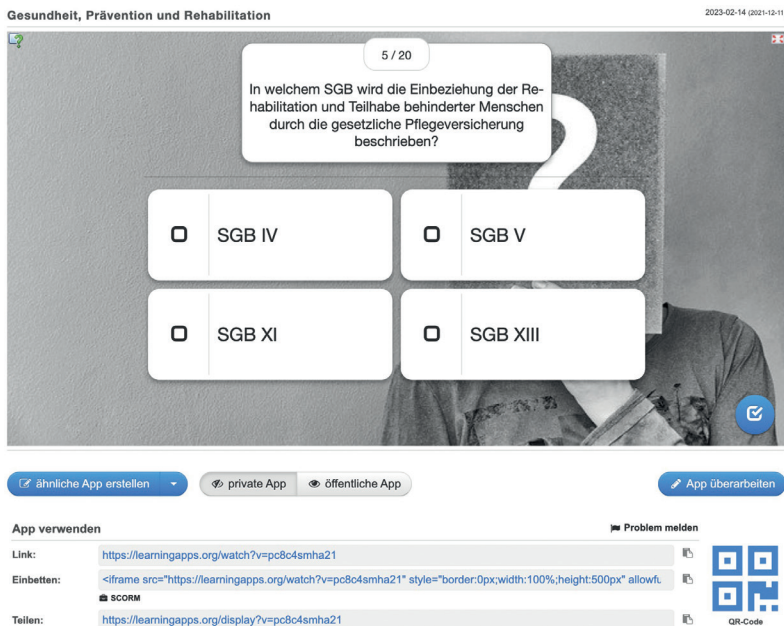 Gesundheit, Prävention und Rehabilitation
2023-02-14 (2021-12-11
5 / 20
In welchem SGB wird die Einbeziehung der Re-
habilitation und Teilhabe behinderter Menschen
durch die gesetzliche Pflegeversicherung
beschrieben?
SGB IV
SGB V
SGB XI
SGB XIII
ähnliche App erstellen
private App
öffentliche App
App überarbeiten
App verwenden
Problem melden
Link:
https://learningapps.org/watch?v=pc8c4smha21
Einbetten:
<iframe src="https://learningapps.org/watch?v=pc8c4smha21" style="border:0px;width:100%;height:500px" allowfu
SCORM
Teilen:
https://learningapps.org/display?v=pc8c4smha21
QR-Code